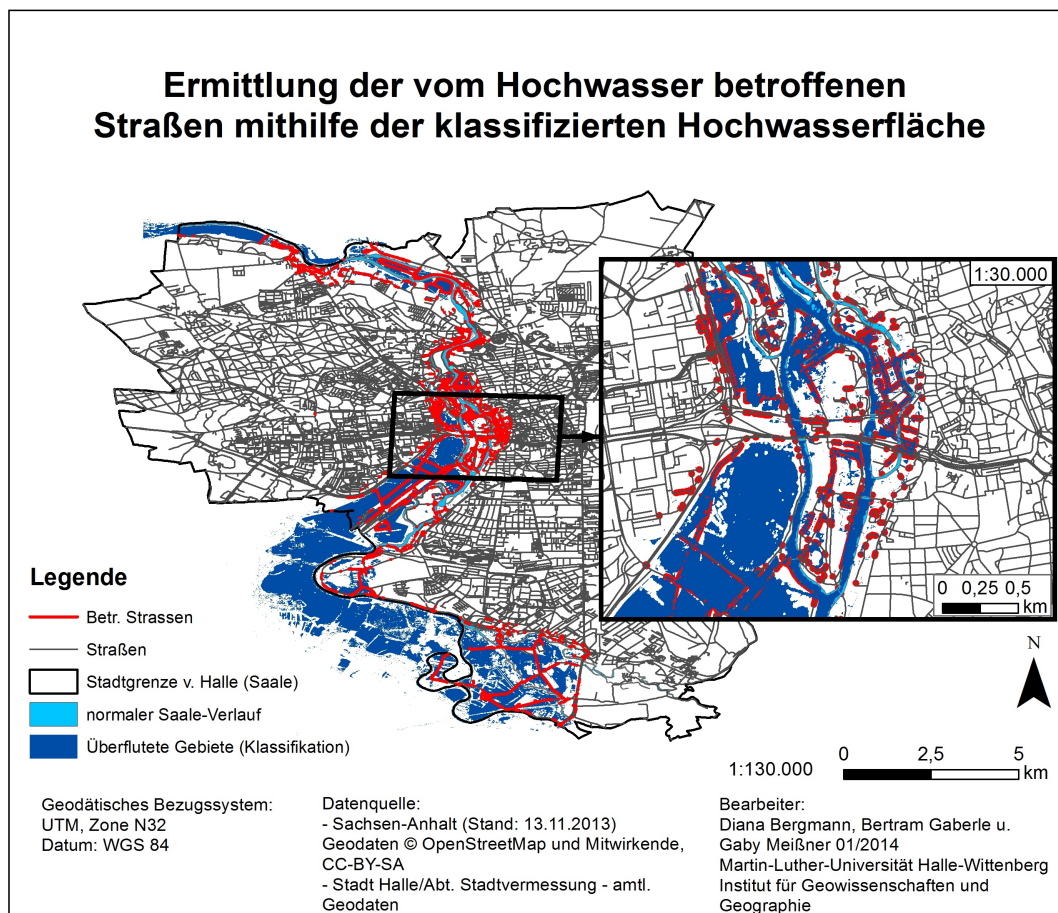 Ermittlung der vom Hochwasser betroffenen
Straßen mithilfe der klassifizierten Hochwasserfläche
1:30.000
0 0,25 0,5
km
Legende
Betr. Strassen
Straßen
Stadtgrenze v. Halle (Saale)
normaler Saale-Verlauf
Überflutete Gebiete (Klassifikation)
N
0 2,5 5
km
1:130.000
Geodätisches Bezugssystem:
UTM, Zone N32
Datum: WGS 84
Datenquelle:
- Sachsen-Anhalt (Stand: 13.11.2013)
Geodaten © OpenStreetMap und Mitwirkende,
CC-BY-SA
- Stadt Halle/Abt. Stadtvermessung - amtl.
Geodaten
Bearbeiter:
Diana Bergmann, Bertram Gaberle u.
Gaby Meißner 01/2014
Martin-Luther-Universität Halle-Wittenberg
Institut für Geowissenschaften und
Geographie